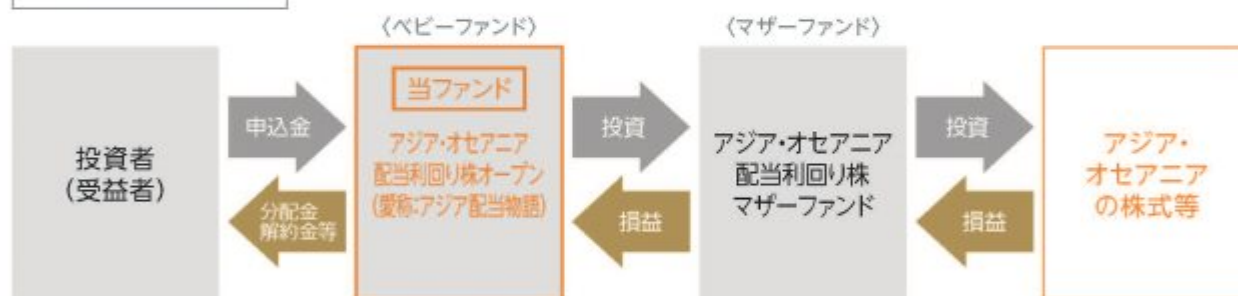 〈ベビーファンド〉
〈マザーファンド〉
投資者
(受益者)
申込金
分配金
解約金等
当ファンド
アジア・オセアニア
配当利回り株オープン
(愛称:アジア配当物語)
投資
損益
アジア・オセアニア
配当利回り株
マザーファンド
投資
損益
アジア・
オセアニア
の株式等